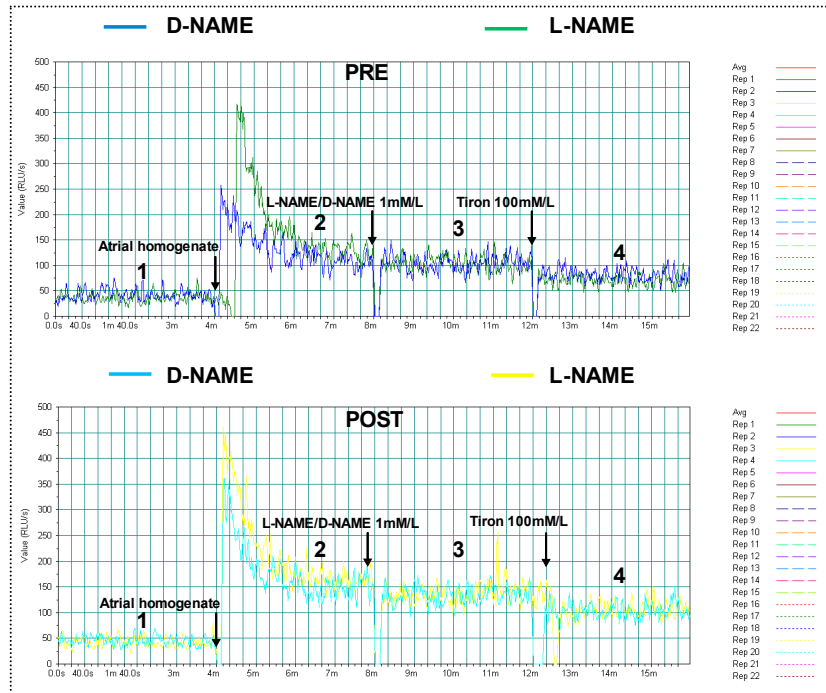 D-NAME L-NAME
PRE
500
450
400
350
300
250
200
150
100
50
0
Value (RLU/s)
Atrial homogenate
1
L-NAME/D-NAME 1mM/L
2
3
Tiron 100mM/L
4
0.0s 40.0s 1m 40.0s 3m 4m 5m 6m 7m 8m 9m 10m 11m 12m 13m 14m 15m
Avg
Rep 1
Rep 2
Rep 3
Rep 4
Rep 5
Rep 6
Rep 7
Rep 8
Rep 9
Rep 10
Rep 11
Rep 12
Rep 13
Rep 14
Rep 15
Rep 16
Rep 17
Rep 18
Rep 19
Rep 20
Rep 21
Rep 22
D-NAME L-NAME
POST
500
450
400
350
300
250
200
150
100
50
0
Value (RLU/s)
Atrial homogenate
1
L-NAME/D-NAME 1mM/L
2
3
Tiron 100mM/L
4
0.0s 40.0s 1m 40.0s 3m 4m 5m 6m 7m 8m 9m 10m 11m 12m 13m 14m 15m
Avg
Rep 1
Rep 2
Rep 3
Rep 4
Rep 5
Rep 6
Rep 7
Rep 8
Rep 9
Rep 10
Rep 11
Rep 12
Rep 13
Rep 14
Rep 15
Rep 16
Rep 17
Rep 18
Rep 19
Rep 20
Rep 21
Rep 22